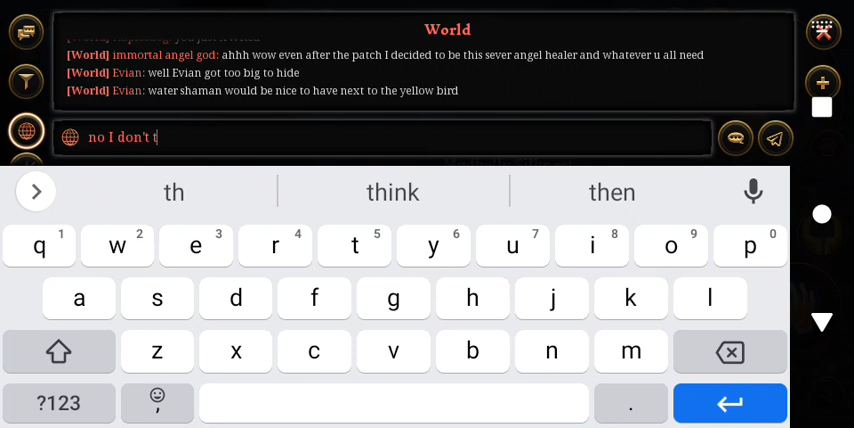 World
[World] immortal angel god: ahhh wow even after the patch I decided to be this sever angel healer and whatever u all need
[World] Evian: well Evian got too big to hide
[World] Evian: water shaman would be nice to have next to the yellow bird
no I don't t
th think then
q 1 w 2 e 3 r 4 t 5 y 6 u 7 i 8 o 9 p 0
a s d f g h j k l
z x c v b n m
?123 , .